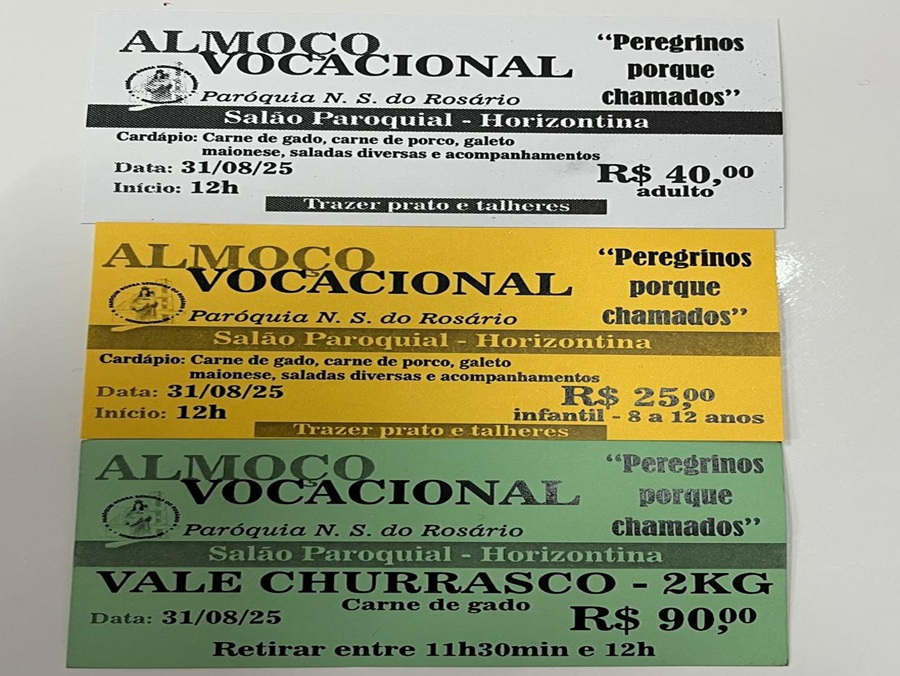 ALMOÇO
VOCACIONAL
Paróquia N. S. do Rosário
"Peregrinos
porque
chamados"
Salão Paroquial - Horizontina
Cardápio: Carne de gado, carne de porco, galeto
maionese, saladas diversas e acompanhamentos
Data: 31/08/25
Início: 12h
R$ 40,00
adulto
Trazer prato e talheres
ALMOÇO
VOCACIONAL
Paróquia N. S. do Rosário
"Peregrinos
porque
chamados"
Salão Paroquial - Horizontina
Cardápio: Carne de gado, carne de porco, galeto
maionese, saladas diversas e acompanhamentos
Data: 31/08/25
Início: 12h
R$ 25,00
infantil - 8 a 12 anos
Trazer prato e talheres
ALMOÇO
VOCACIONAL
Paróquia N. S. do Rosário
"Peregrinos
porque
chamados"
Salão Paroquial - Horizontina
VALE CHURRASCO - 2KG
Carne de gado
Data: 31/08/25
R$ 90,00
Retirar entre 11h30min e 12h